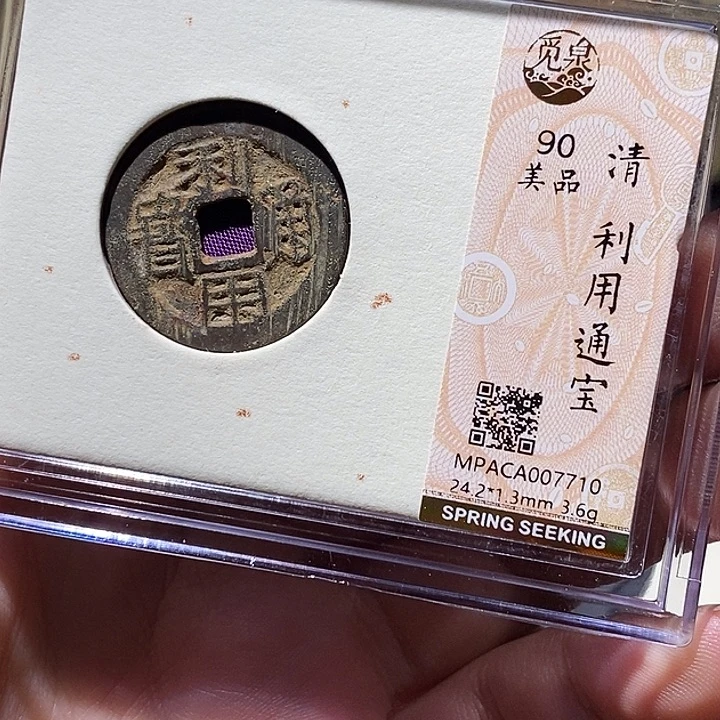 利
用
通
寶
觅泉
90
美品
清
利用通宝
MPACA007710
24.2*1.3mm 3.6g
SPRING SEEKING